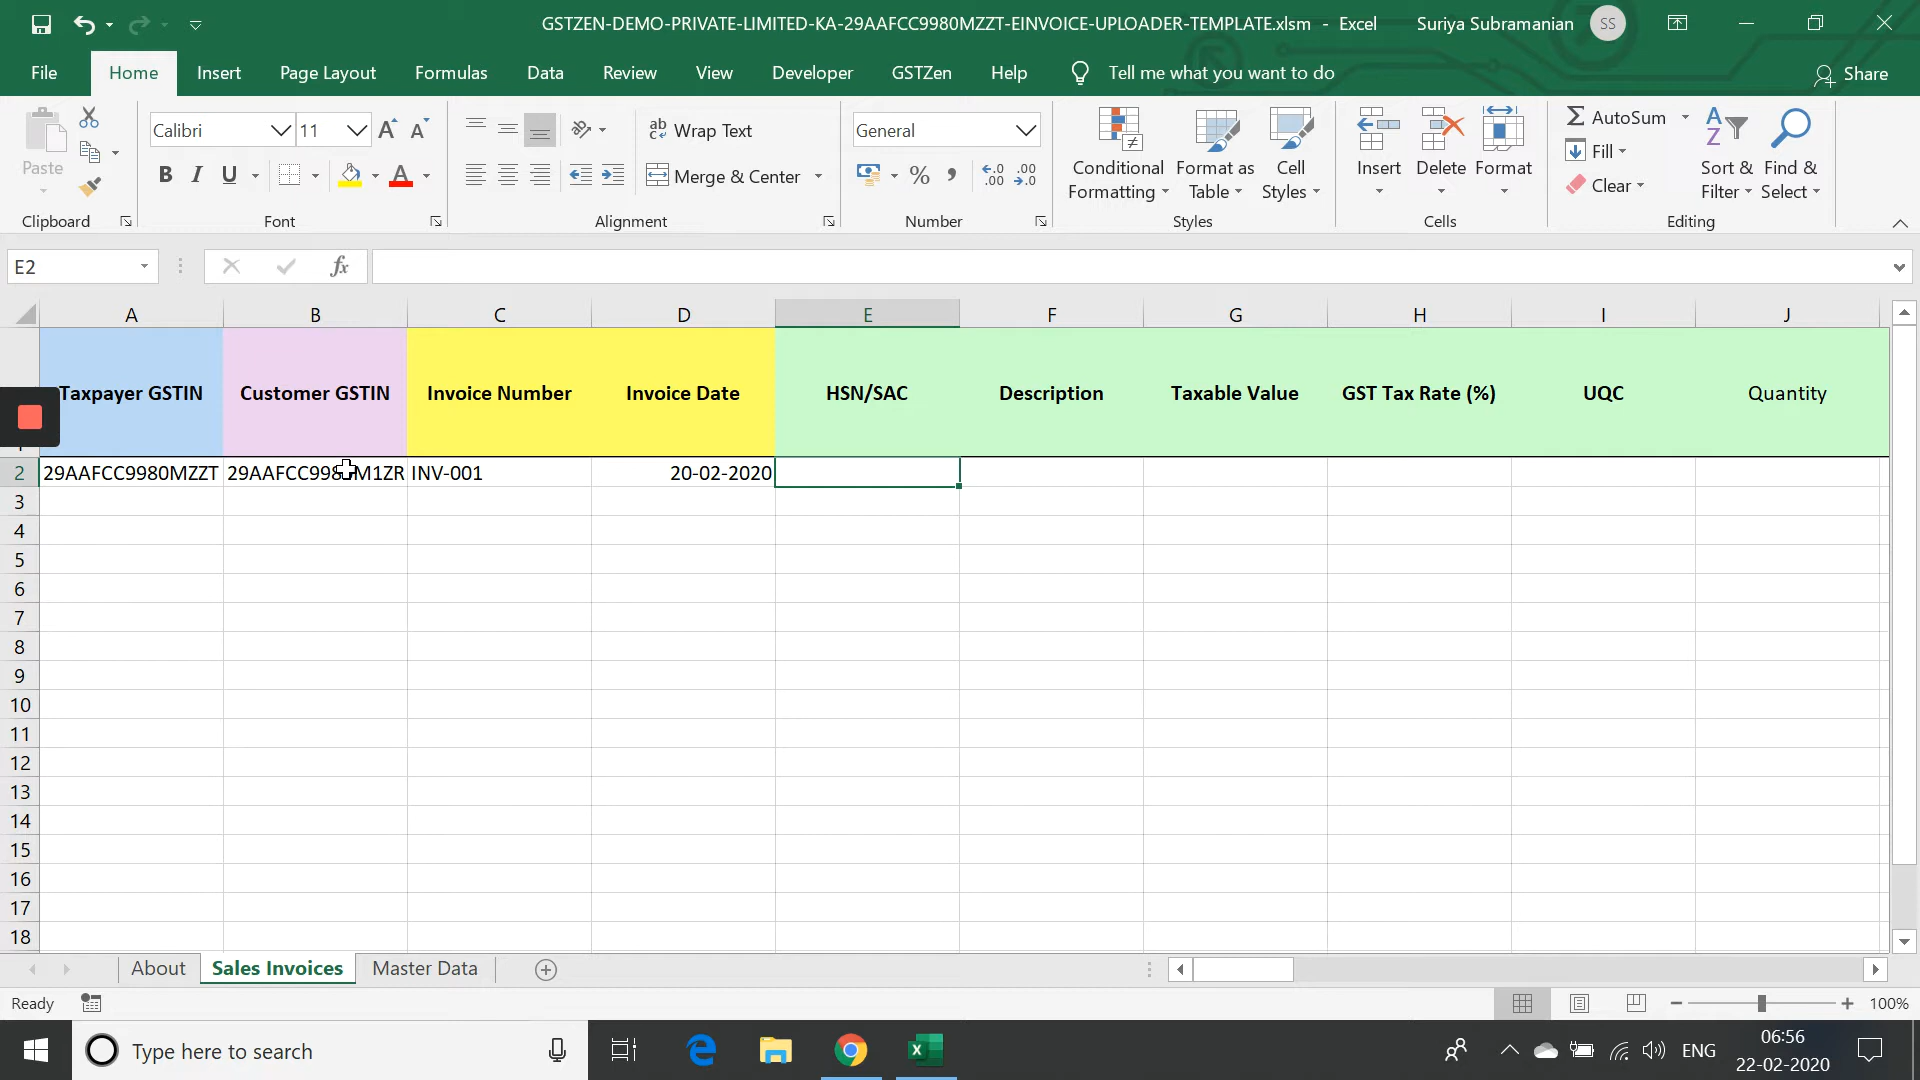 GSTZEN-DEMO-PRIVATE-LIMITED-KA-29AAFCC9980MZZT-EINVOICE-UPLOADER-TEMPLATE.xlsm - Excel
Suriya Subramanian
SS
File Home Insert Page Layout Formulas Data Review View Developer GSTZen Help Tell me what you want to do Share
Paste
Clipboard
Calibri 11
B I U A
Font
ab Wrap Text
Merge & Center
Alignment
General
% ,
Number
Conditional Formatting
Format as Table
Cell Styles
Styles
Insert Delete Format
Cells
AutoSum
Fill
Clear
Sort & Filter
Find & Select
Editing
E2
fx
A B C D E F G H I J
Taxpayer GSTIN Customer GSTIN Invoice Number Invoice Date HSN/SAC Description Taxable Value GST Tax Rate (%) UQC Quantity
2 29AAFCC9980MZZT INV-001 20-02-2020
3
4
5
6
7
8
9
10
11
12
13
14
15
16
17
18
About Sales Invoices Master Data
Ready
100%
Type here to search
ENG
06:56
22-02-2020